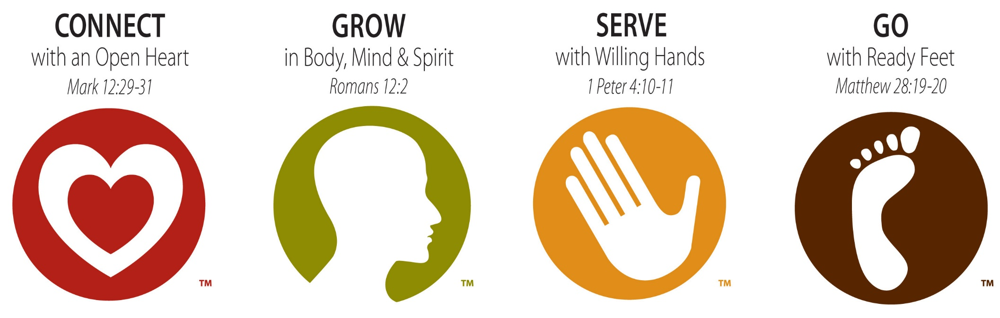 CONNECT
with an Open Heart
Mark 12:29-31
TM
GROW
in Body, Mind & Spirit
Romans 12:2
TM
SERVE
with Willing Hands
1 Peter 4:10-11
TM
GO
with Ready Feet
Matthew 28:19-20
TM